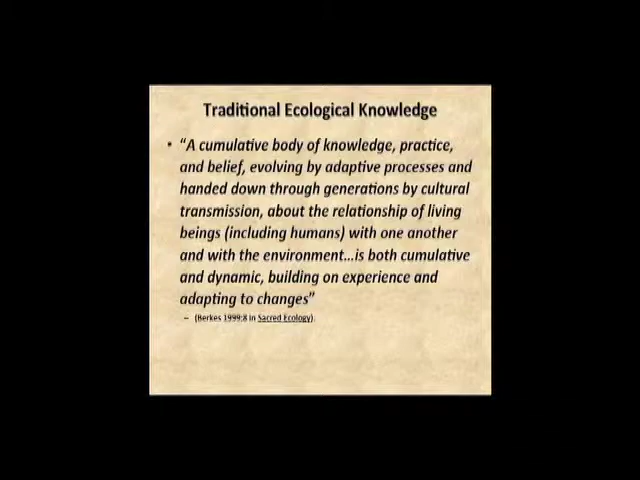 Traditional Ecological Knowledge
• “A cumulative body of knowledge, practice,
and belief, evolving by adaptive processes and
handed down through generations by cultural
transmission, about the relationship of living
beings (including humans) with one another
and with the environment…is both cumulative
and dynamic, building on experience and
adapting to changes”
– (Berkes 1999:8 in Sacred Ecology).